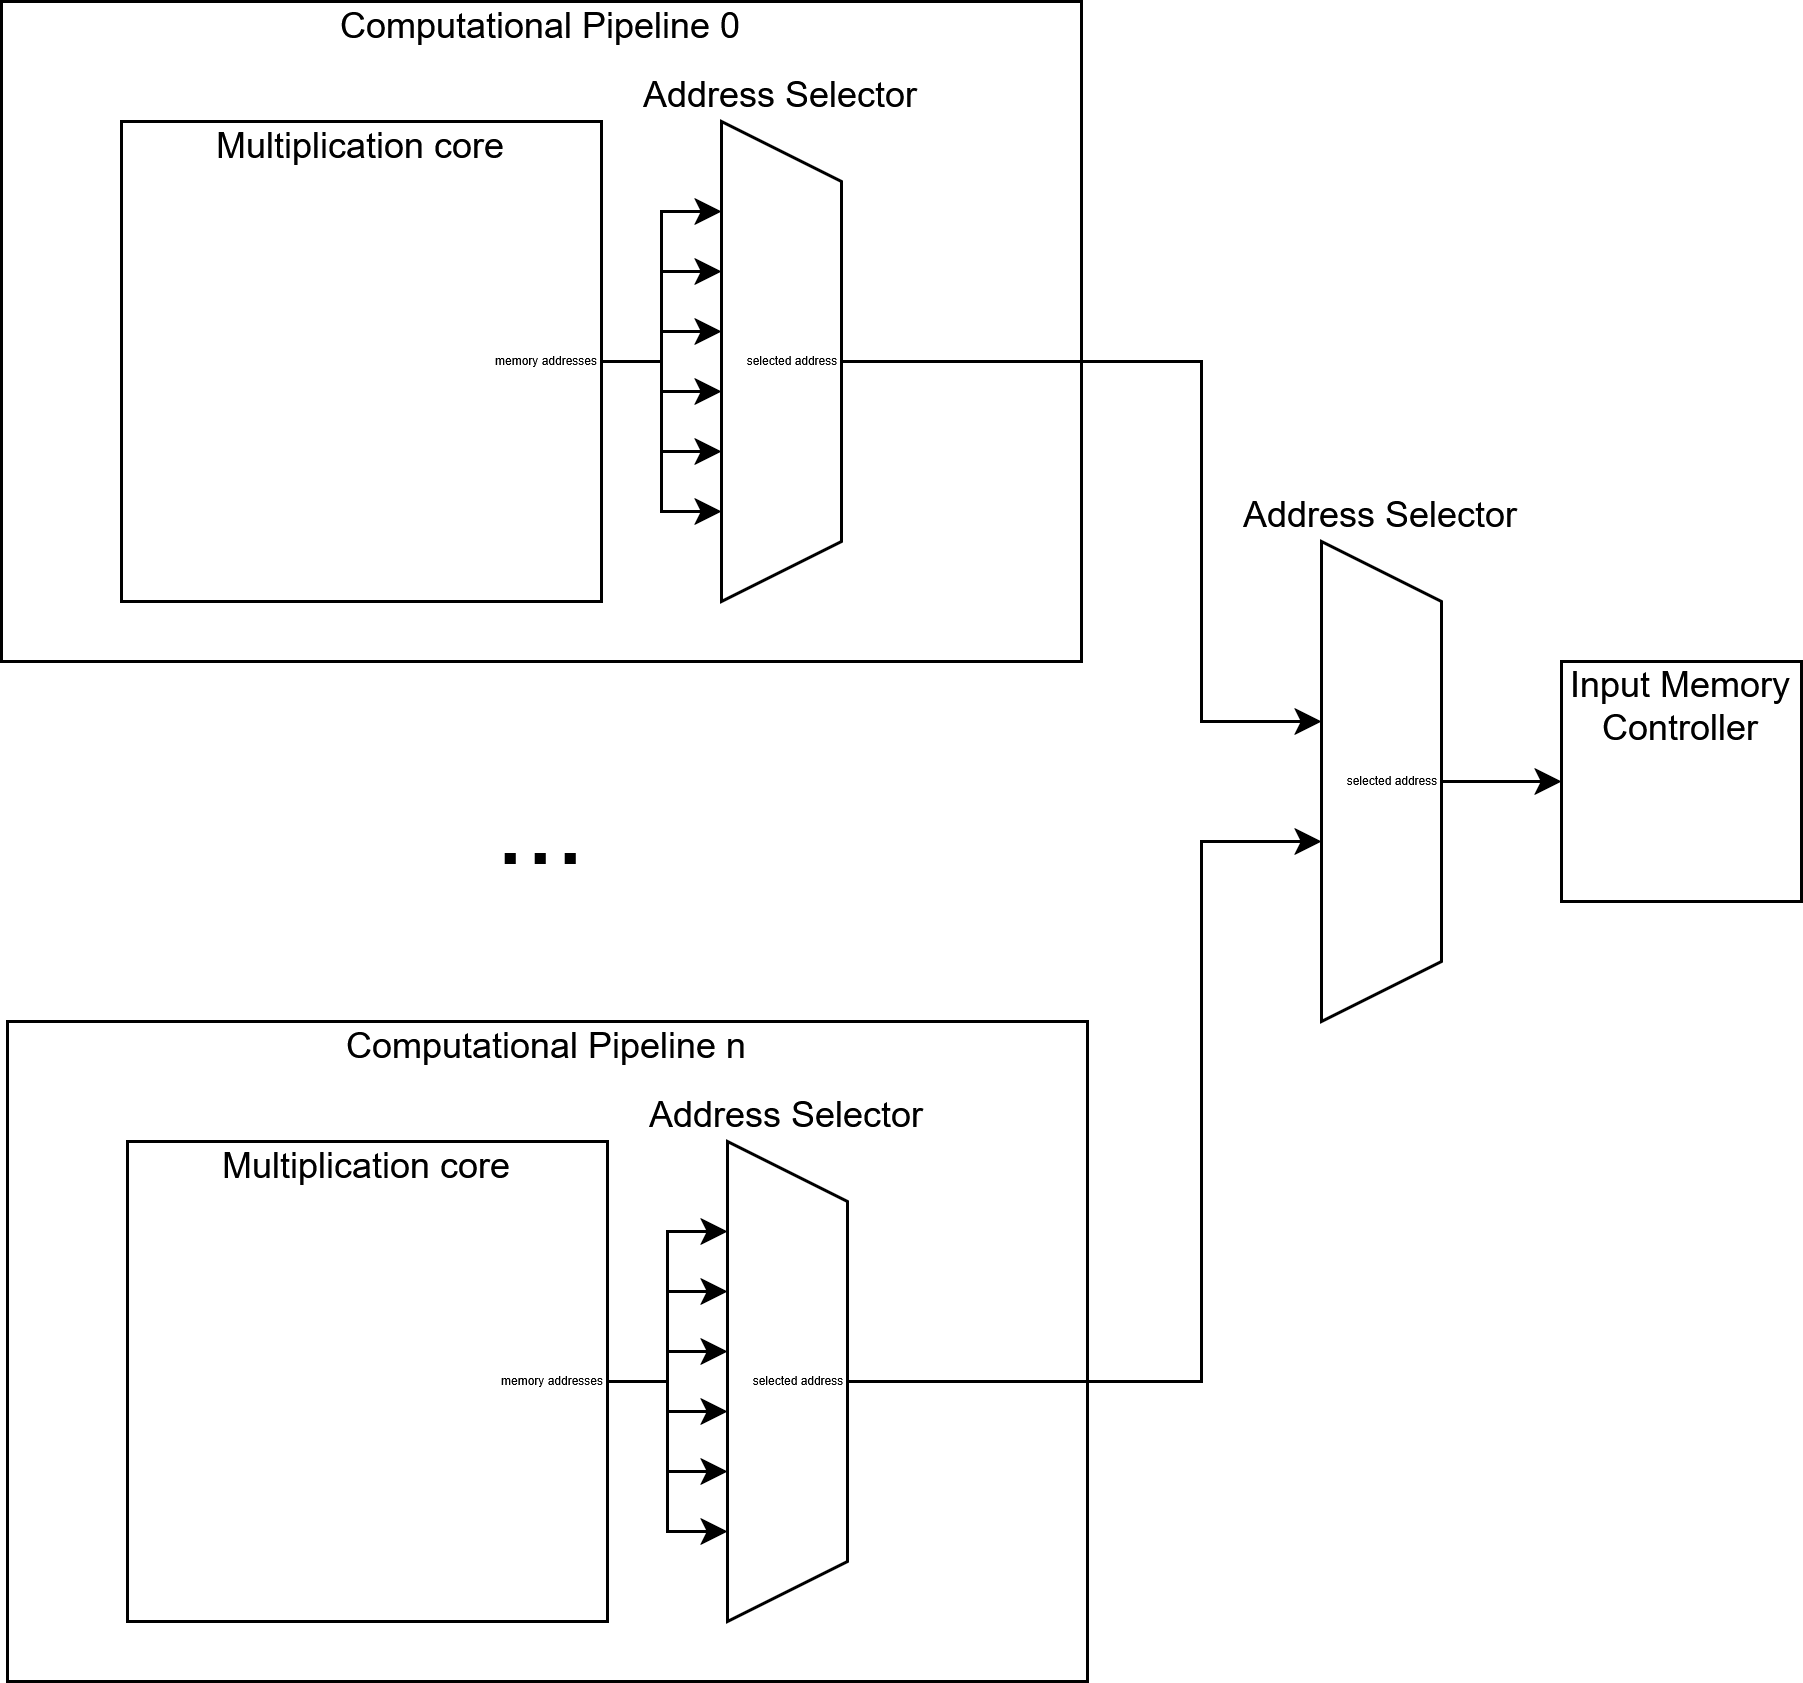 Computational Pipeline 0
Address Selector
Multiplication core
memory addresses
selected address
Address Selector
selected address
Input Memory
Controller
...
Computational Pipeline n
Address Selector
Multiplication core
memory addresses
selected address